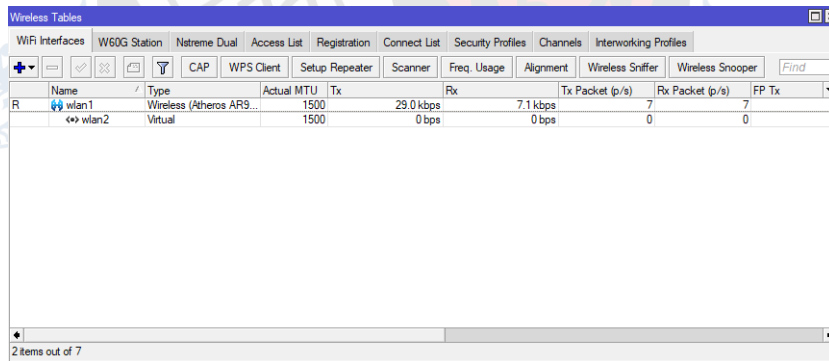 Wireless Tables
WiFi Interfaces W60G Station Nstreme Dual Access List Registration Connect List Security Profiles Channels Interworking Profiles
CAP WPS Client Setup Repeater Scanner Freq. Usage Alignment Wireless Sniffer Wireless Snooper Find
Name / Type Actual MTU Tx Rx Tx Packet (p/s) Rx Packet (p/s) FP Tx
R wlan1 Wireless (Atheros AR9... 1500 29.0 kbps 7.1 kbps 7 7
wlan2 Virtual 1500 0 bps 0 bps 0 0
2 items out of 7